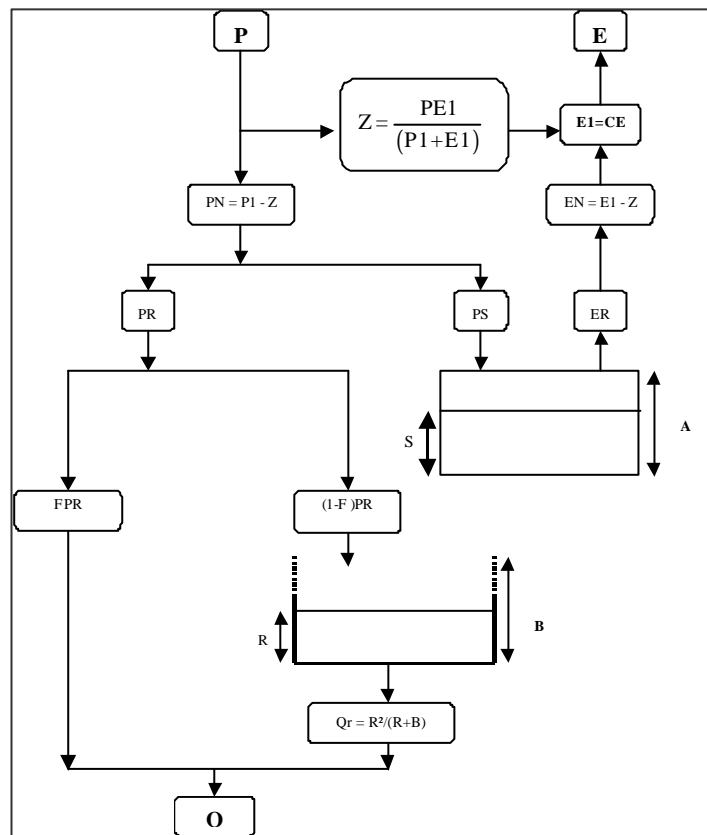 P
E
Z = PE1 / (P1+E1)
E1=CE
PN = P1 - Z
EN = E1 - Z
PR
PS
ER
A
S
FPR
(1-F )PR
B
R
Qr = R²/(R+B)
O